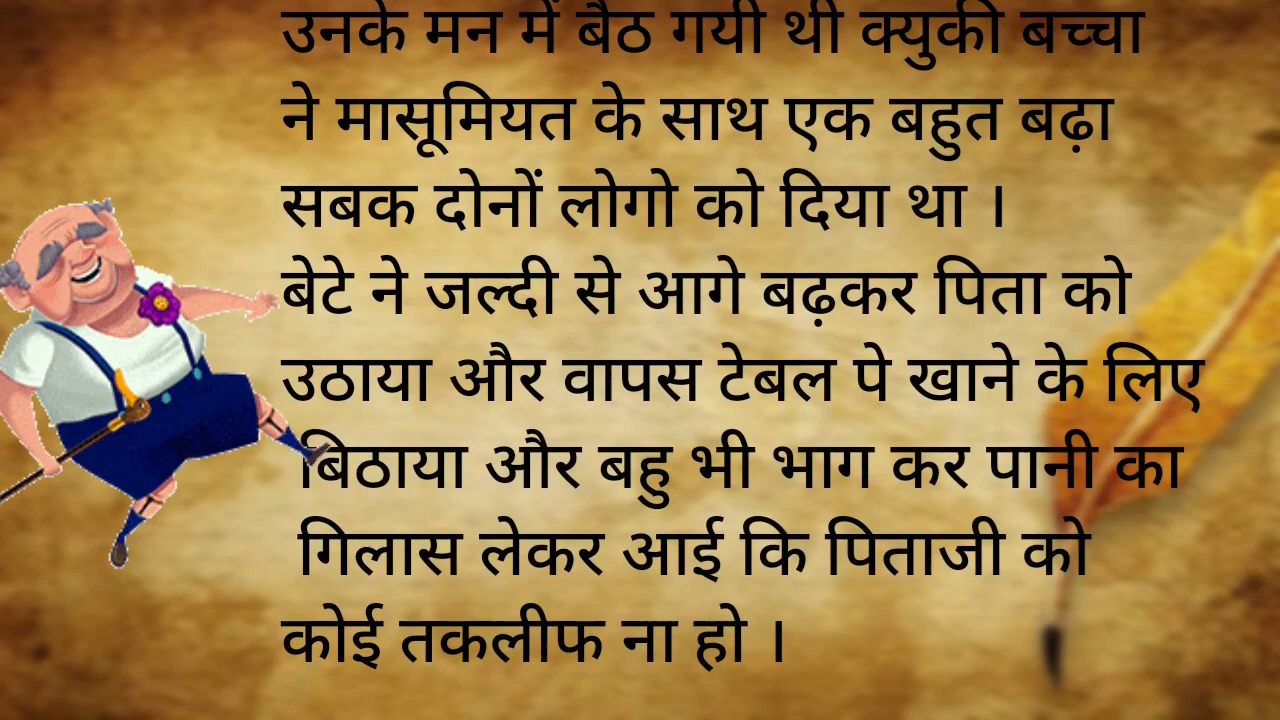 उनके मन में बैठ गयी थी क्युकी बच्चा
ने मासूमियत के साथ एक बहुत बढ़ा
सबक दोनों लोगो को दिया था ।
बेटे ने जल्दी से आगे बढ़कर पिता को
उठाया और वापस टेबल पे खाने के लिए
बिठाया और बहु भी भाग कर पानी का
गिलास लेकर आई कि पिताजी को
कोई तकलीफ ना हो ।